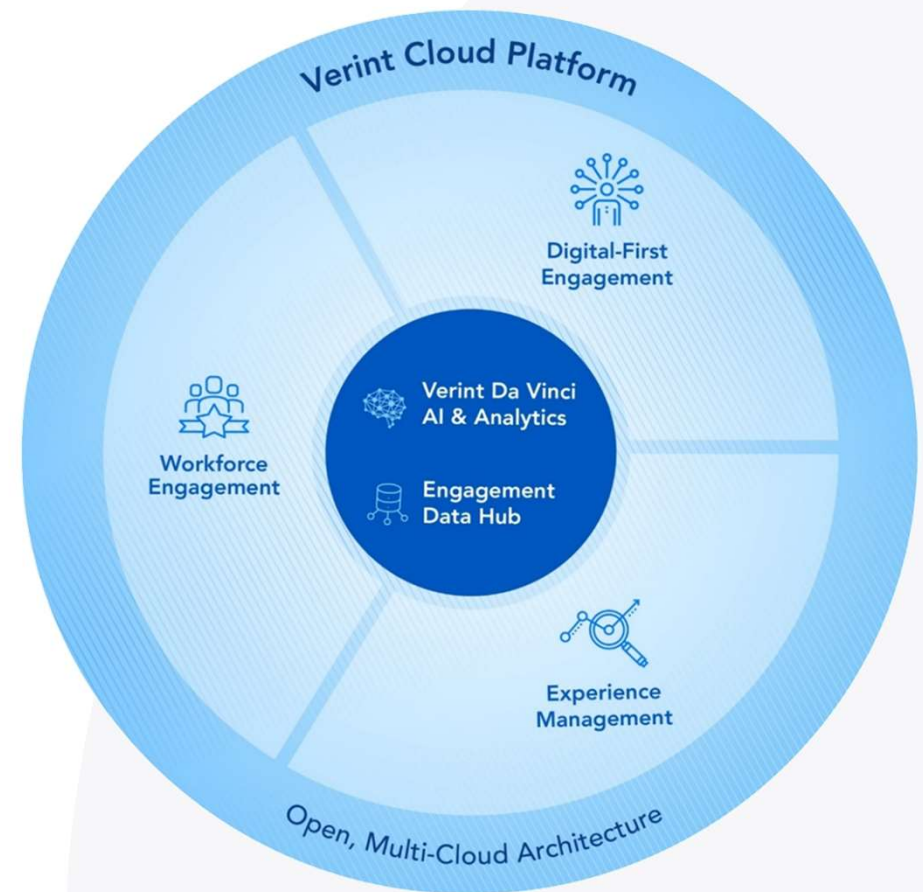 Verint Cloud Platform
Digital-First
Engagement
Verint Da Vinci
AI & Analytics
Workforce
Engagement
Engagement
Data Hub
Experience
Management
Open, Multi-Cloud Architecture